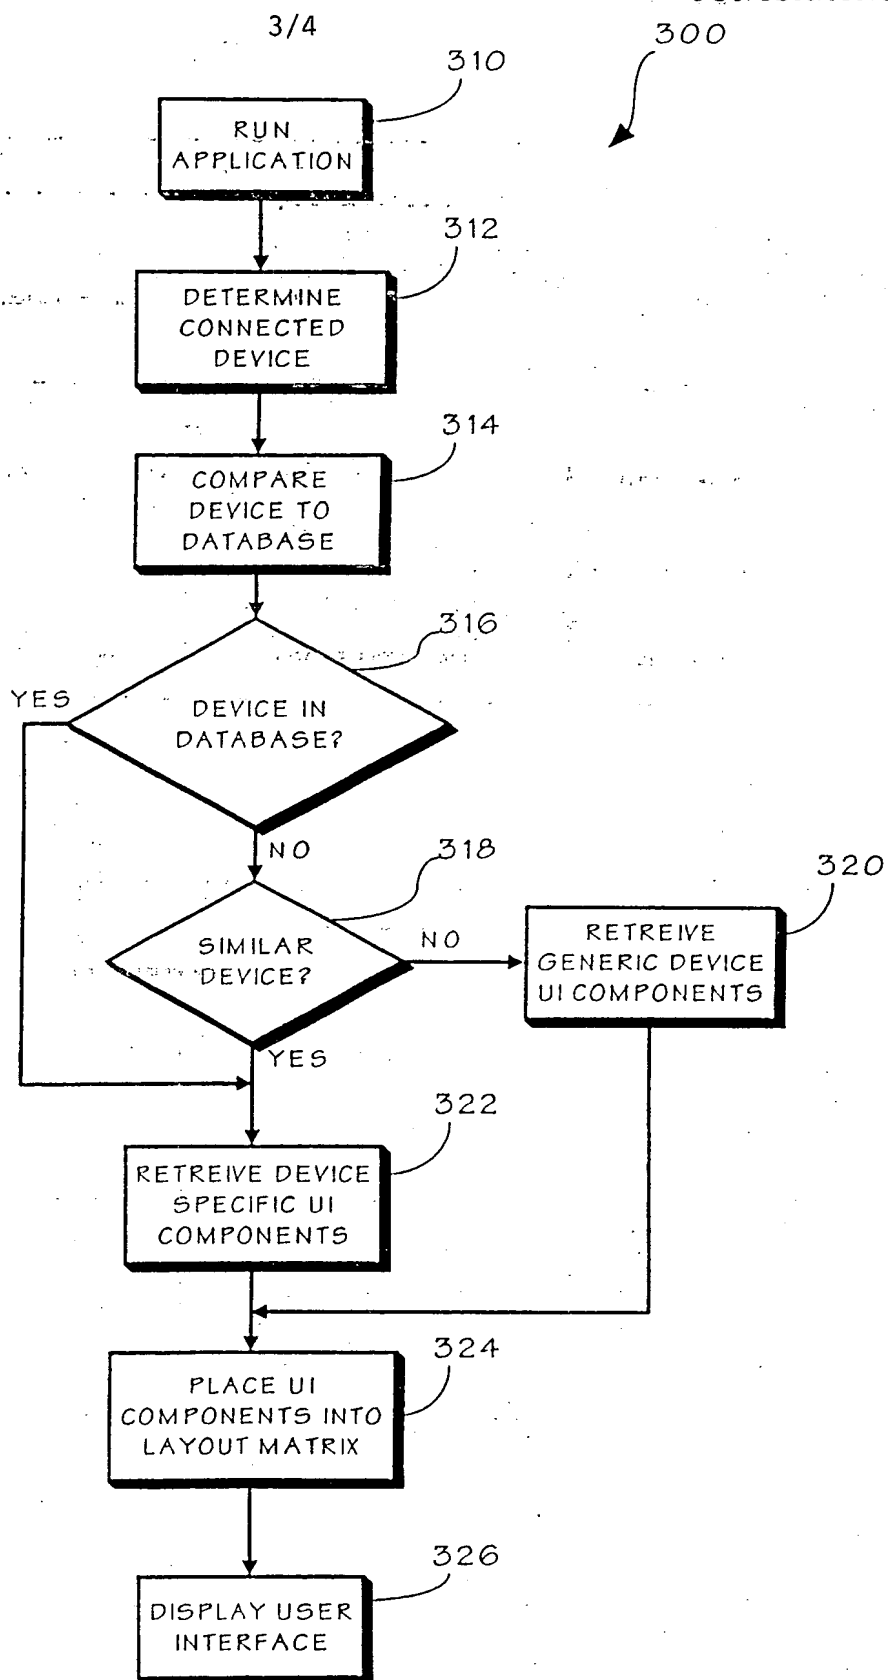 3/4
300
310
RUN
APPLICATION
312
DETERMINE
CONNECTED
DEVICE
314
COMPARE
DEVICE TO
DATABASE
316
YES
DEVICE IN
DATABASE?
NO
318
SIMILAR
DEVICE?
NO
320
RETREIVE
GENERIC DEVICE
UI COMPONENTS
YES
322
RETREIVE DEVICE
SPECIFIC UI
COMPONENTS
324
PLACE UI
COMPONENTS INTO
LAYOUT MATRIX
326
DISPLAY USER
INTERFACE